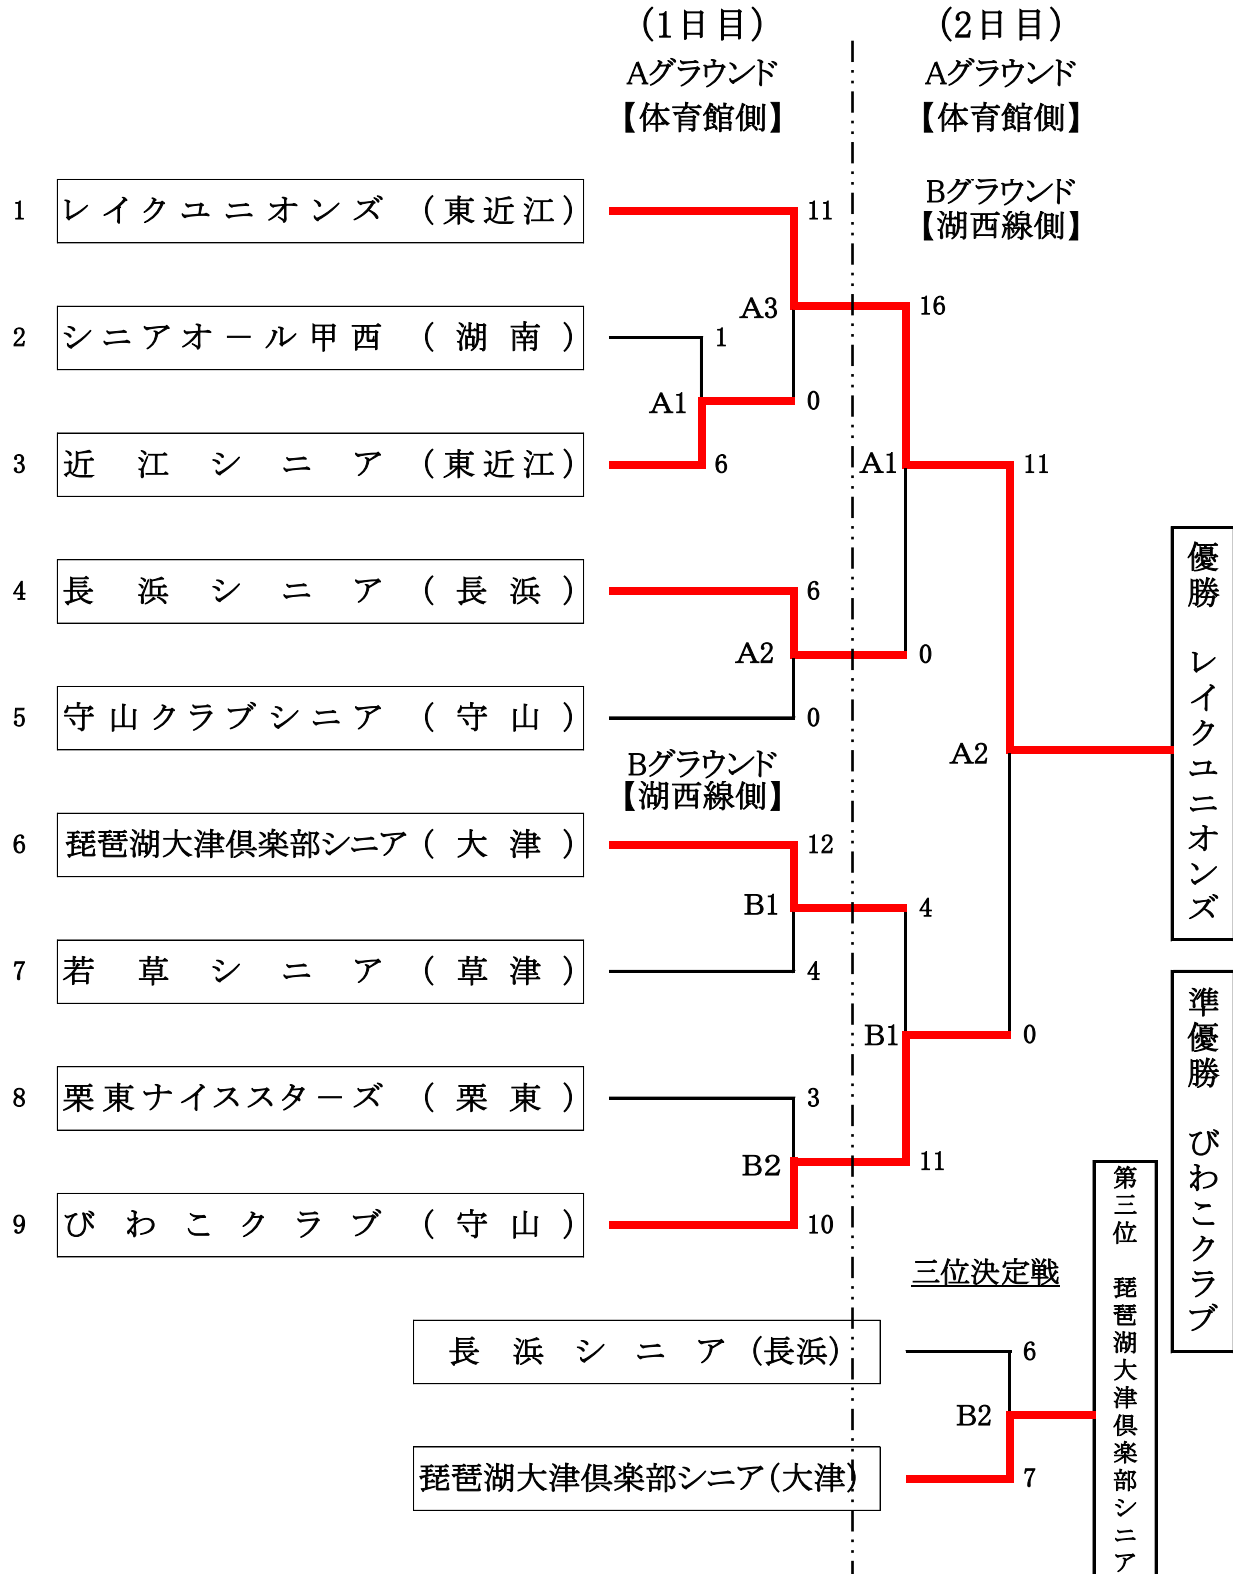 (1日目)
(2日目)
Aグラウンド
【体育館側】
Aグラウンド
【体育館側】
Bグラウンド
【湖西線側】
1 レイクユニオンズ (東近江) 11
A3 16
2 シニアオール甲西 (湖南) 1
A1 0
3 近江シニア (東近江) 6
A1 11
4 長浜シニア (長浜) 6
A2 0
5 守山クラブシニア (守山) 0
Bグラウンド
【湖西線側】
A2
6 琵琶湖大津倶楽部シニア (大津) 12
B1 4
7 若草シニア (草津) 4
B1 0
8 栗東ナイススターズ (栗東) 3
B2 11
9 びわこクラブ (守山) 10
優勝 レイクユニオンズ
準優勝 びわこクラブ
三位決定戦
長浜シニア (長浜) 6
B2
琵琶湖大津倶楽部シニア(大津) 7
第三位 琵琶湖大津倶楽部シニア